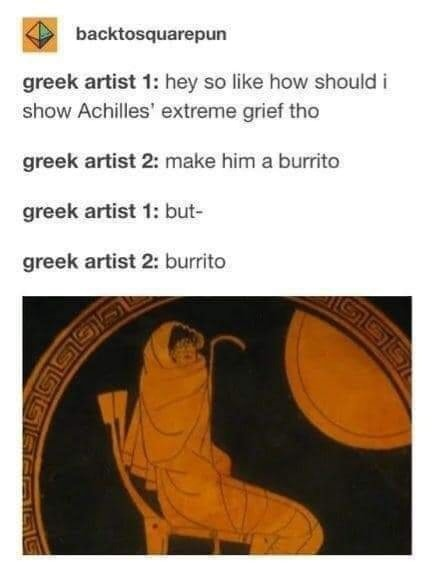 backtosquarepun
greek artist 1: hey so like how should i
show Achilles' extreme grief tho
greek artist 2: make him a burrito
greek artist 1: but-
greek artist 2: burrito